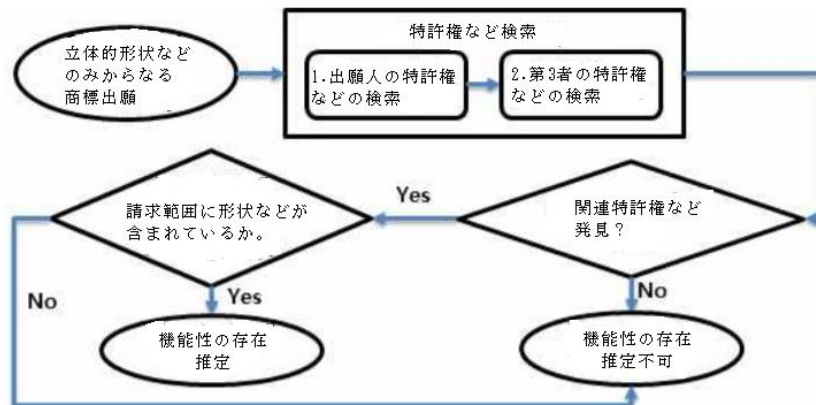 立体的形状など
のみからなる
商標出願
特許権など検索
1.出願人の特許権
などの検索
2.第3者の特許権
などの検索
関連特許権など
発見？
Yes
請求範囲に形状などが
含まれているか。
No
Yes
No
機能性の存在
推定
機能性の存在
推定不可